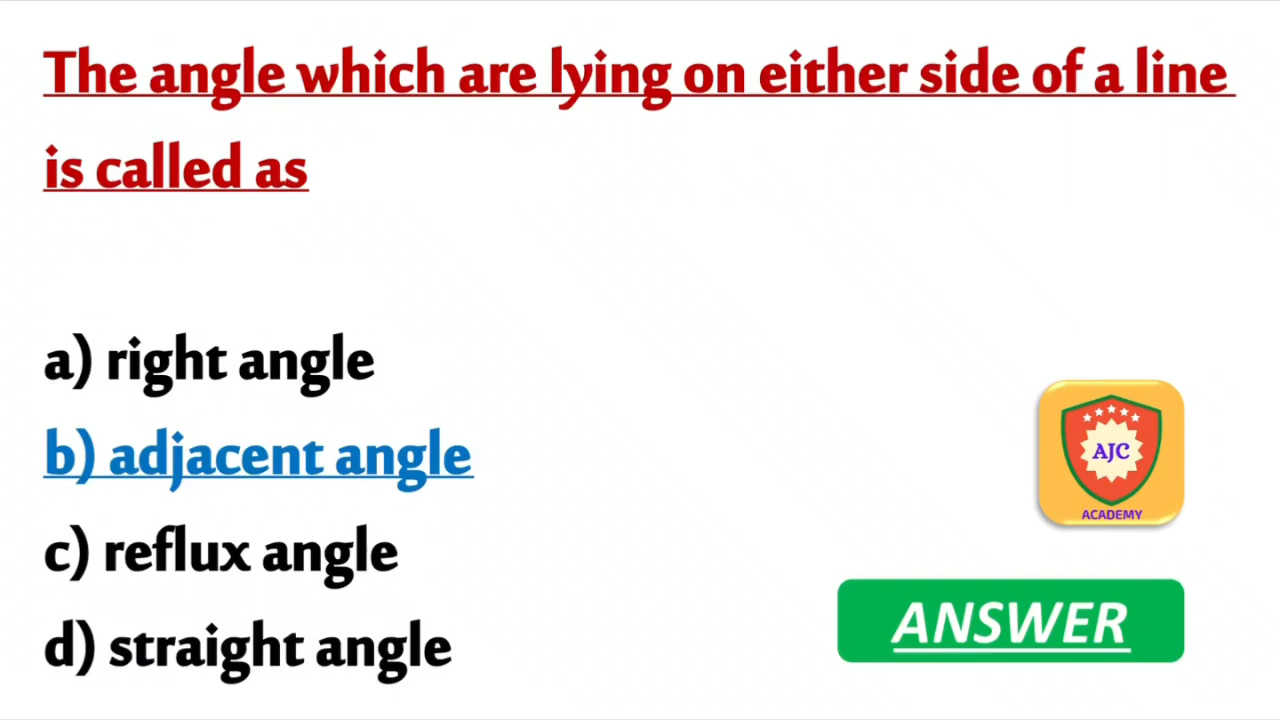 The angle which are lying on either side of a line
is called as
a) right angle
b) adjacent angle
c) reflux angle
d) straight angle
AJC
ACADEMY
ANSWER